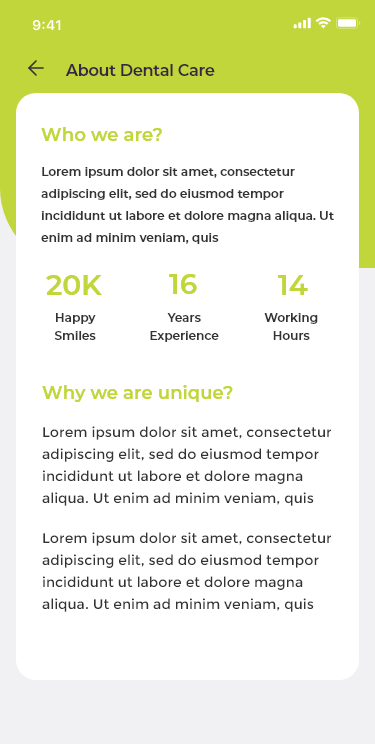 9:41
About Dental Care
Who we are?
Lorem ipsum dolor sit amet, consectetur
adipiscing elit, sed do eiusmod tempor
incididunt ut labore et dolore magna aliqua. Ut
enim ad minim veniam, quis
20K 16 14
Happy Years Working
Smiles Experience Hours
Why we are unique?
Lorem ipsum dolor sit amet, consectetur
adipiscing elit, sed do eiusmod tempor
incididunt ut labore et dolore magna
aliqua. Ut enim ad minim veniam, quis
Lorem ipsum dolor sit amet, consectetur
adipiscing elit, sed do eiusmod tempor
incididunt ut labore et dolore magna
aliqua. Ut enim ad minim veniam, quis